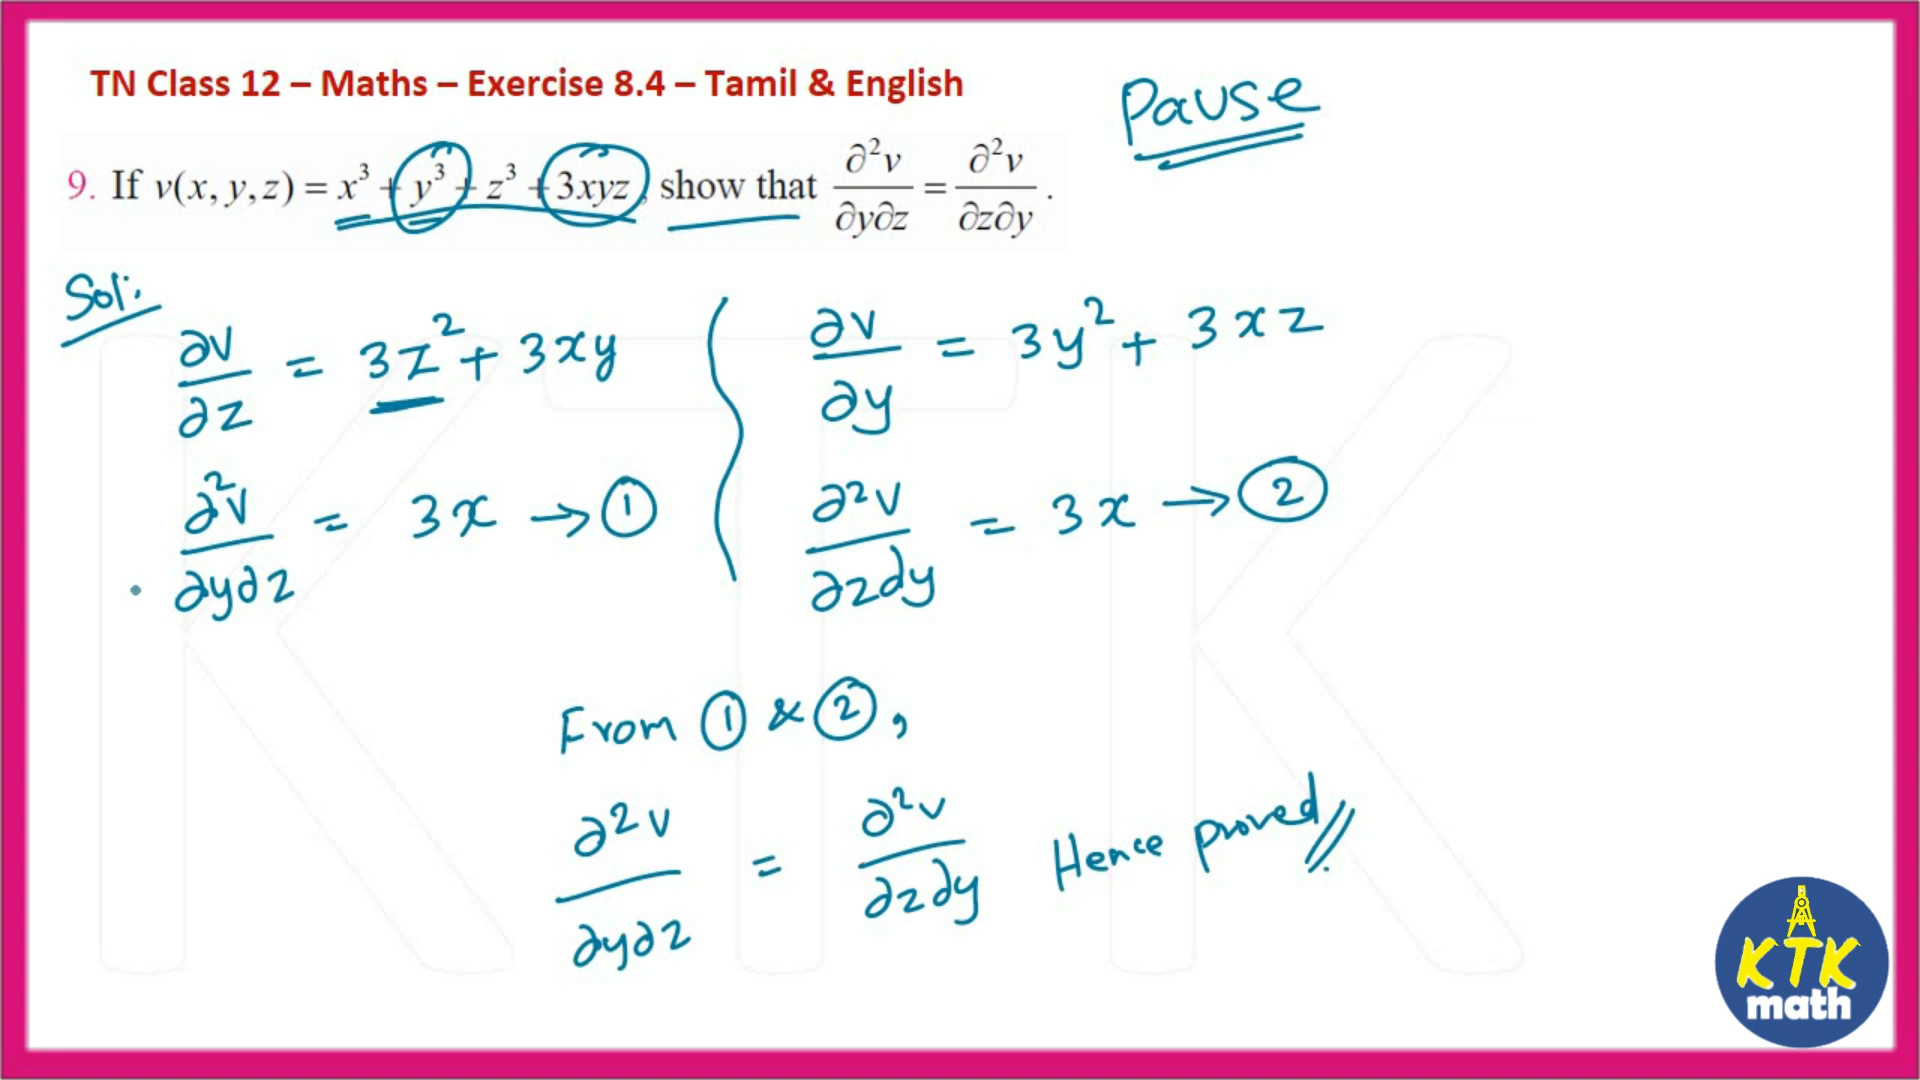 TN Class 12 – Maths – Exercise 8.4 – Tamil & English
Pause
9. If v(x, y, z) = x³ + y³ + z³ + 3xyz, show that ∂²v/∂y∂z = ∂²v/∂z∂y.
Sol:
∂v/∂z = 3z² + 3xy
∂²v/∂y∂z = 3x → ①
∂v/∂y = 3y² + 3xz
∂²v/∂z∂y = 3x → ②
From ① & ②,
∂²v/∂y∂z = ∂²v/∂z∂y Hence proved//
KTK
KTK
math